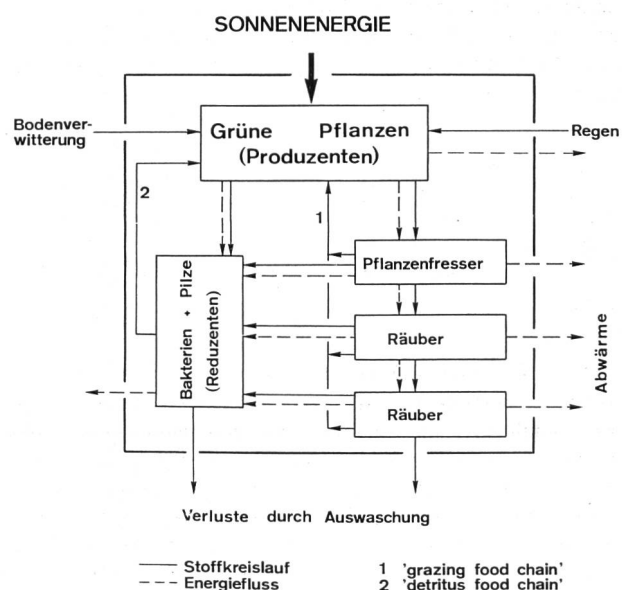 SONNENENERGIE
Bodenver-
witterung
Grüne Pflanzen
(Produzenten)
Regen
2
1
Pflanzenfresser
Bakterien + Pilze
(Reduzenten)
Räuber
Räuber
Abwärme
Verluste durch Auswaschung
Stoffkreislauf
Energiefluss
1 'grazing food chain'
2 'detritus food chain'